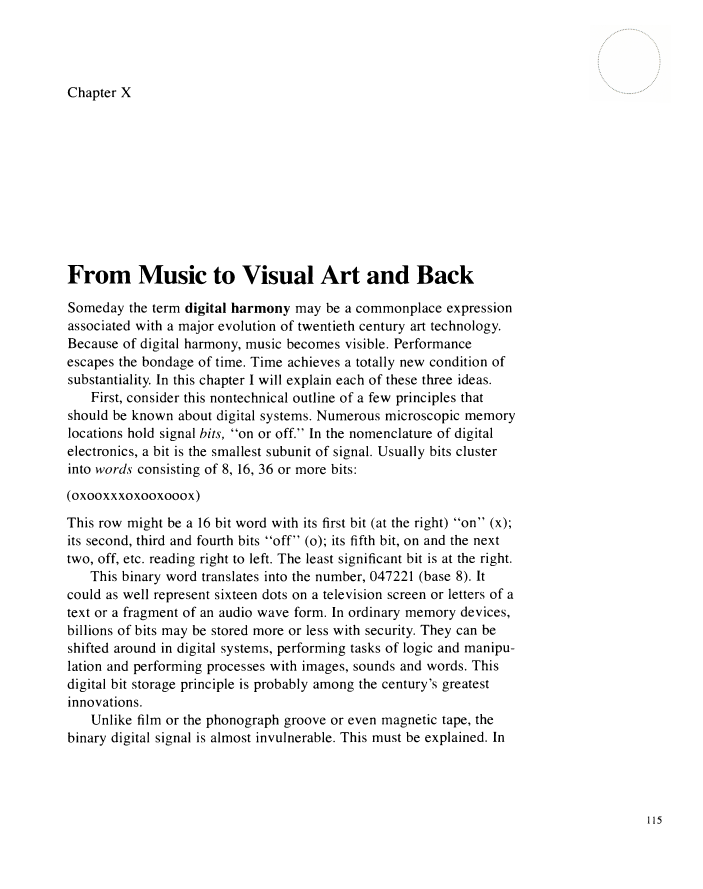 Chapter X
From Music to Visual Art and Back
Someday the term digital harmony may be a commonplace expression
associated with a major evolution of twentieth century art technology.
Because of digital harmony, music becomes visible. Performance
escapes the bondage of time. Time achieves a totally new condition of
substantiality. In this chapter I will explain each of these three ideas.
First, consider this nontechnical outline of a few principles that
should be known about digital systems. Numerous microscopic memory
locations hold signal bits, “on or off.” In the nomenclature of digital
electronics, a bit is the smallest subunit of signal. Usually bits cluster
into words consisting of 8, 16, 36 or more bits:
(oxooxxxoxooxooox)
This row might be a 16 bit word with its first bit (at the right) “on” (x);
its second, third and fourth bits “off” (o); its fifth bit, on and the next
two, off, etc. reading right to left. The least significant bit is at the right.
This binary word translates into the number, 047221 (base 8). It
could as well represent sixteen dots on a television screen or letters of a
text or a fragment of an audio wave form. In ordinary memory devices,
billions of bits may be stored more or less with security. They can be
shifted around in digital systems, performing tasks of logic and manipu-
lation and performing processes with images, sounds and words. This
digital bit storage principle is probably among the century's greatest
innovations.
Unlike film or the phonograph groove or even magnetic tape, the
binary digital signal is almost invulnerable. This must be explained. In
115